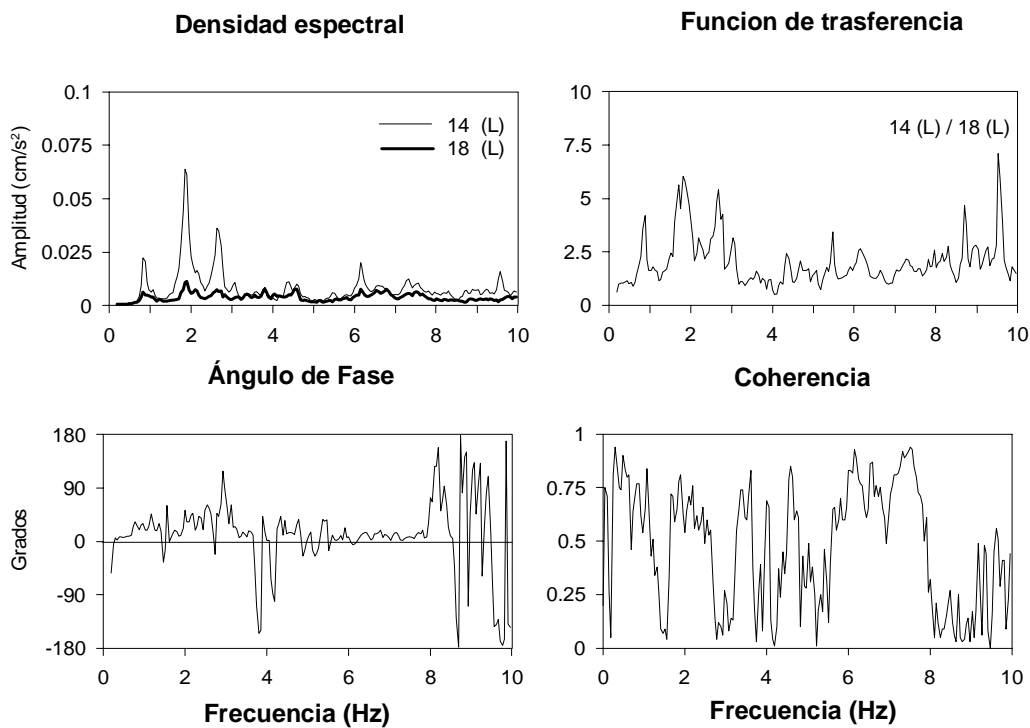 Densidad espectral
Funcion de trasferencia
Amplitud (cm/s²)
0.1
0.075
0.05
0.025
0
14 (L)
18 (L)
0 2 4 6 8 10
10
7.5
5
2.5
0
14 (L) / 18 (L)
0 2 4 6 8 10
Ángulo de Fase
Coherencia
Grados
180
90
0
-90
-180
0 2 4 6 8 10
Frecuencia (Hz)
1
0.75
0.5
0.25
0
0 2 4 6 8 10
Frecuencia (Hz)